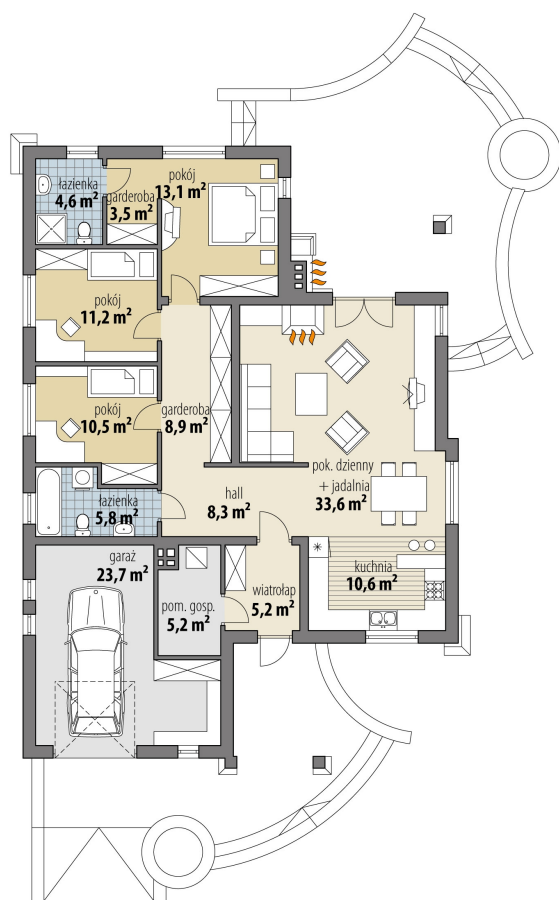 łazienka
4,6 m²
garderoba
3,5 m²
pokój
13,1 m²
pokój
11,2 m²
pokój
10,5 m²
garderoba
8,9 m²
pok. dzienny
+ jadalnia
33,6 m²
łazienka
5,8 m²
hall
8,3 m²
garaż
23,7 m²
pom. gosp.
5,2 m²
wiatrołap
5,2 m²
kuchnia
10,6 m²